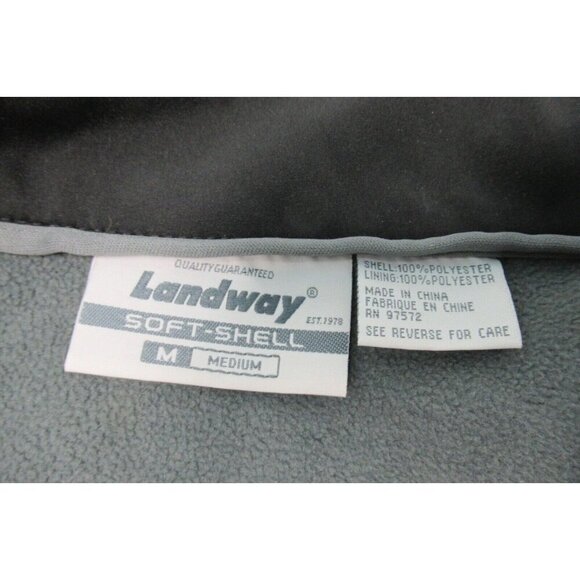 QUALITY GUARANTEED
Landway®
EST. 1978
SOFT-SHELL
M MEDIUM
SHELL:100%POLYESTER
LINING:100%POLYESTER
MADE IN CHINA
FABRIQUE EN CHINE
RN 97572
SEE REVERSE FOR CARE